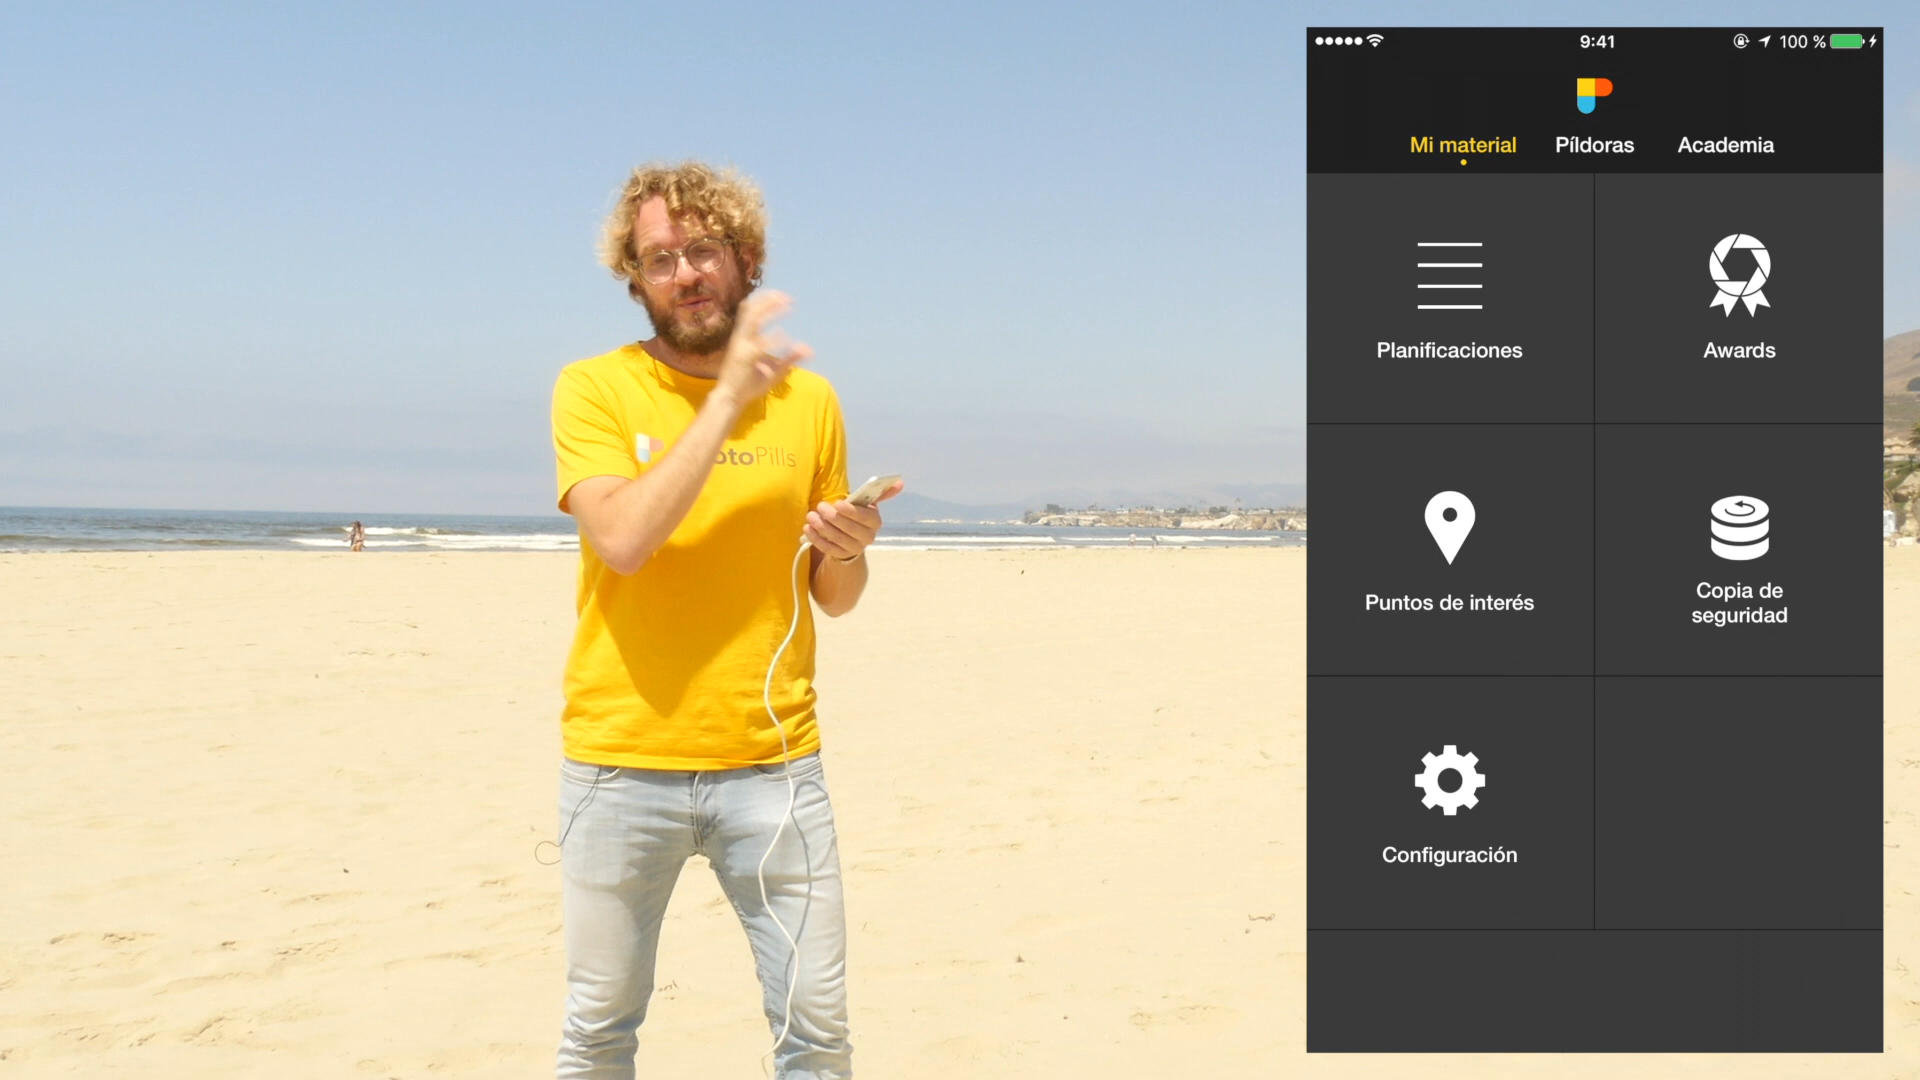 9:41
100 %
Mi material
Píldoras
Academia
Planificaciones
Awards
Puntos de interés
Copia de
seguridad
Configuración
otoPills